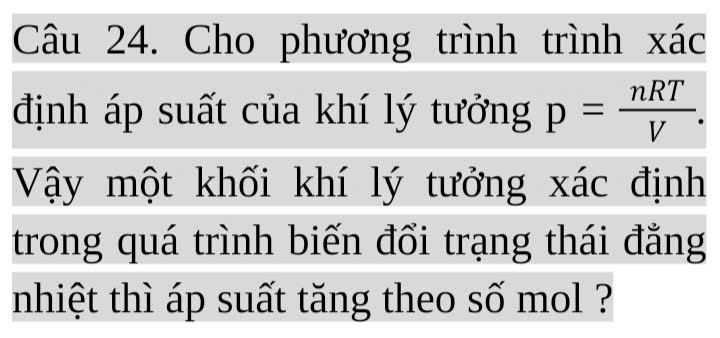 Câu 24. Cho phương trình trình xác
định áp suất của khí lý tưởng p = \frac{nRT}{V}.
Vậy một khối khí lý tưởng xác định
trong quá trình biến đổi trạng thái đẳng
nhiệt thì áp suất tăng theo số mol ?